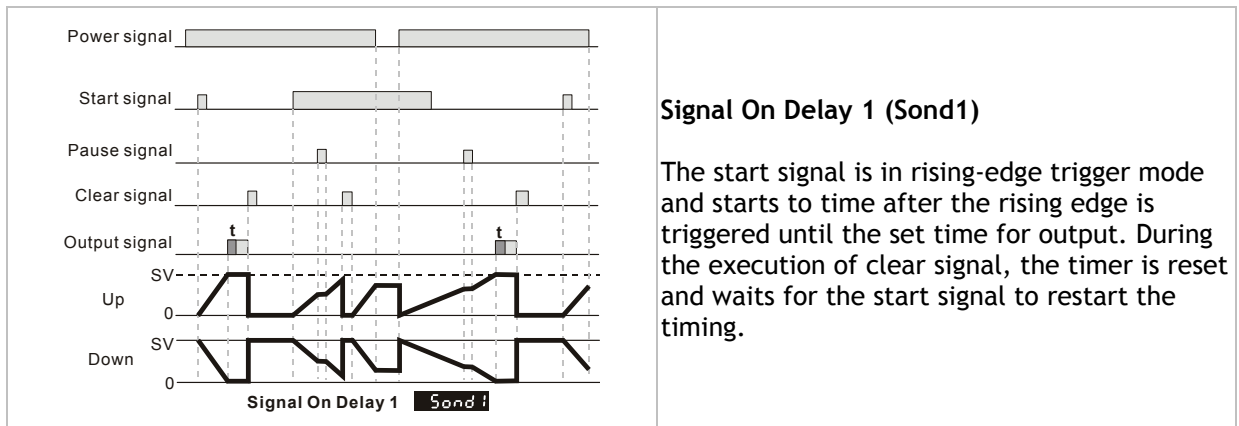 Power signal
Start signal
Pause signal
Clear signal
Output signal
t
t
SV
Up
0
SV
Down
0
Signal On Delay 1 Sond1
Signal On Delay 1 (Sond1)
The start signal is in rising-edge trigger mode
and starts to time after the rising edge is
triggered until the set time for output. During
the execution of clear signal, the timer is reset
and waits for the start signal to restart the
timing.